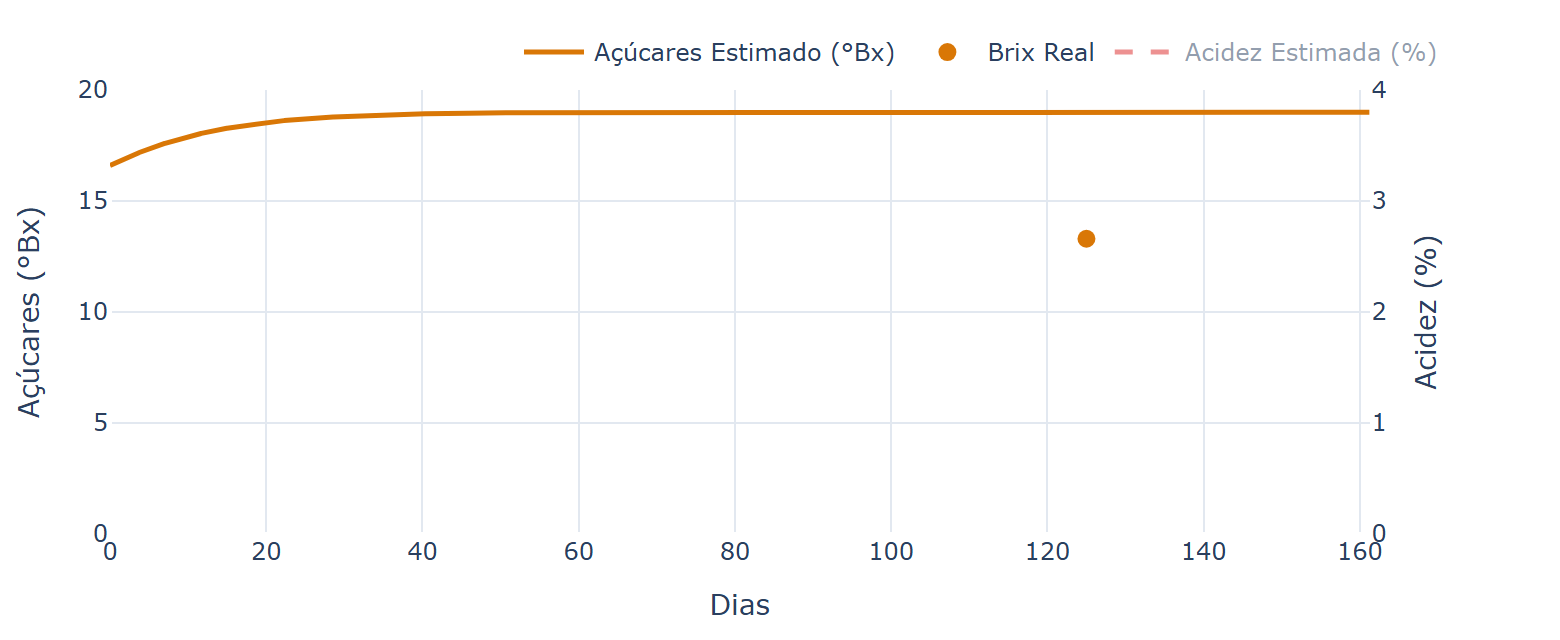 Açúcares Estimado (°Bx) Brix Real Acidez Estimada (%)
20 4
15 3
10 2
5 1
0 0
0 20 40 60 80 100 120 140 160
Açúcares (°Bx)
Acidez (%)
Dias